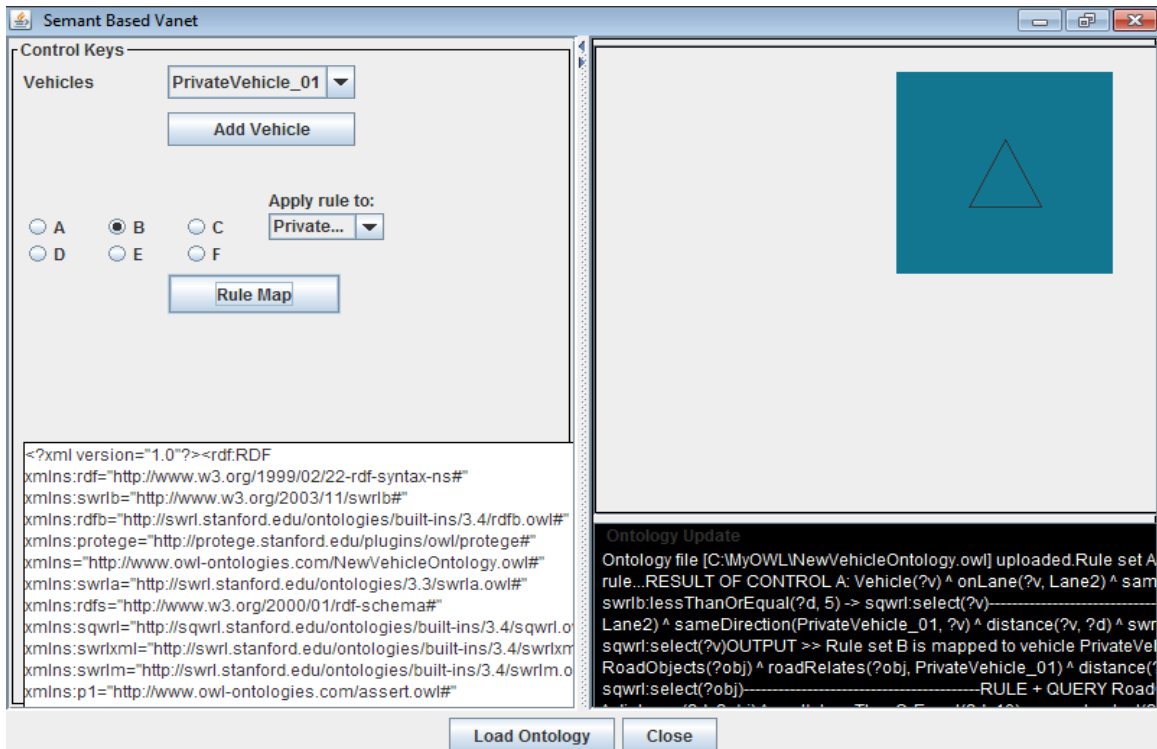 Semant Based Vanet
Control Keys
Vehicles
PrivateVehicle_01
Add Vehicle
Apply rule to:
A
B
C
Private...
D
E
F
Rule Map
<?xml version="1.0"?><rdf:RDF
xmlns:rdf="http://www.w3.org/1999/02/22-rdf-syntax-ns#"
xmlns:swrlb="http://www.w3.org/2003/11/swrlb#"
xmlns:rdfb="http://swrl.stanford.edu/ontologies/built-ins/3.4/rdfb.owl#"
xmlns:protege="http://protege.stanford.edu/plugins/owl/protege#"
xmlns="http://www.owl-ontologies.com/NewVehicleOntology.owl#"
xmlns:swrla="http://swrl.stanford.edu/ontologies/3.3/swrla.owl#"
xmlns:rdfs="http://www.w3.org/2000/01/rdf-schema#"
xmlns:sqwrl="http://sqwrl.stanford.edu/ontologies/built-ins/3.4/sqwrl.o
xmlns:swrlxml="http://swrl.stanford.edu/ontologies/built-ins/3.4/swrlxm
xmlns:swrlm="http://swrl.stanford.edu/ontologies/built-ins/3.4/swrlm.o
xmlns:p1="http://www.owl-ontologies.com/assert.owl#"
Ontology Update
Ontology file [C:\MyOWL\NewVehicleOntology.owl] uploaded.Rule set A
rule...RESULT OF CONTROL A: Vehicle(?v) ^ onLane(?v, Lane2) ^ sam
swrlb:lessThanOrEqual(?d, 5) -> sqwrl:select(?v)-----------------------------
Lane2) ^ sameDirection(PrivateVehicle_01, ?v) ^ distance(?v, ?d) ^ swr
sqwrl:select(?v)OUTPUT >> Rule set B is mapped to vehicle PrivateVel
RoadObjects(?obj) ^ roadRelates(?obj, PrivateVehicle_01) ^ distance(?
sqwrl:select(?obj)-----------------------------------------RULE + QUERY Road
Load Ontology
Close